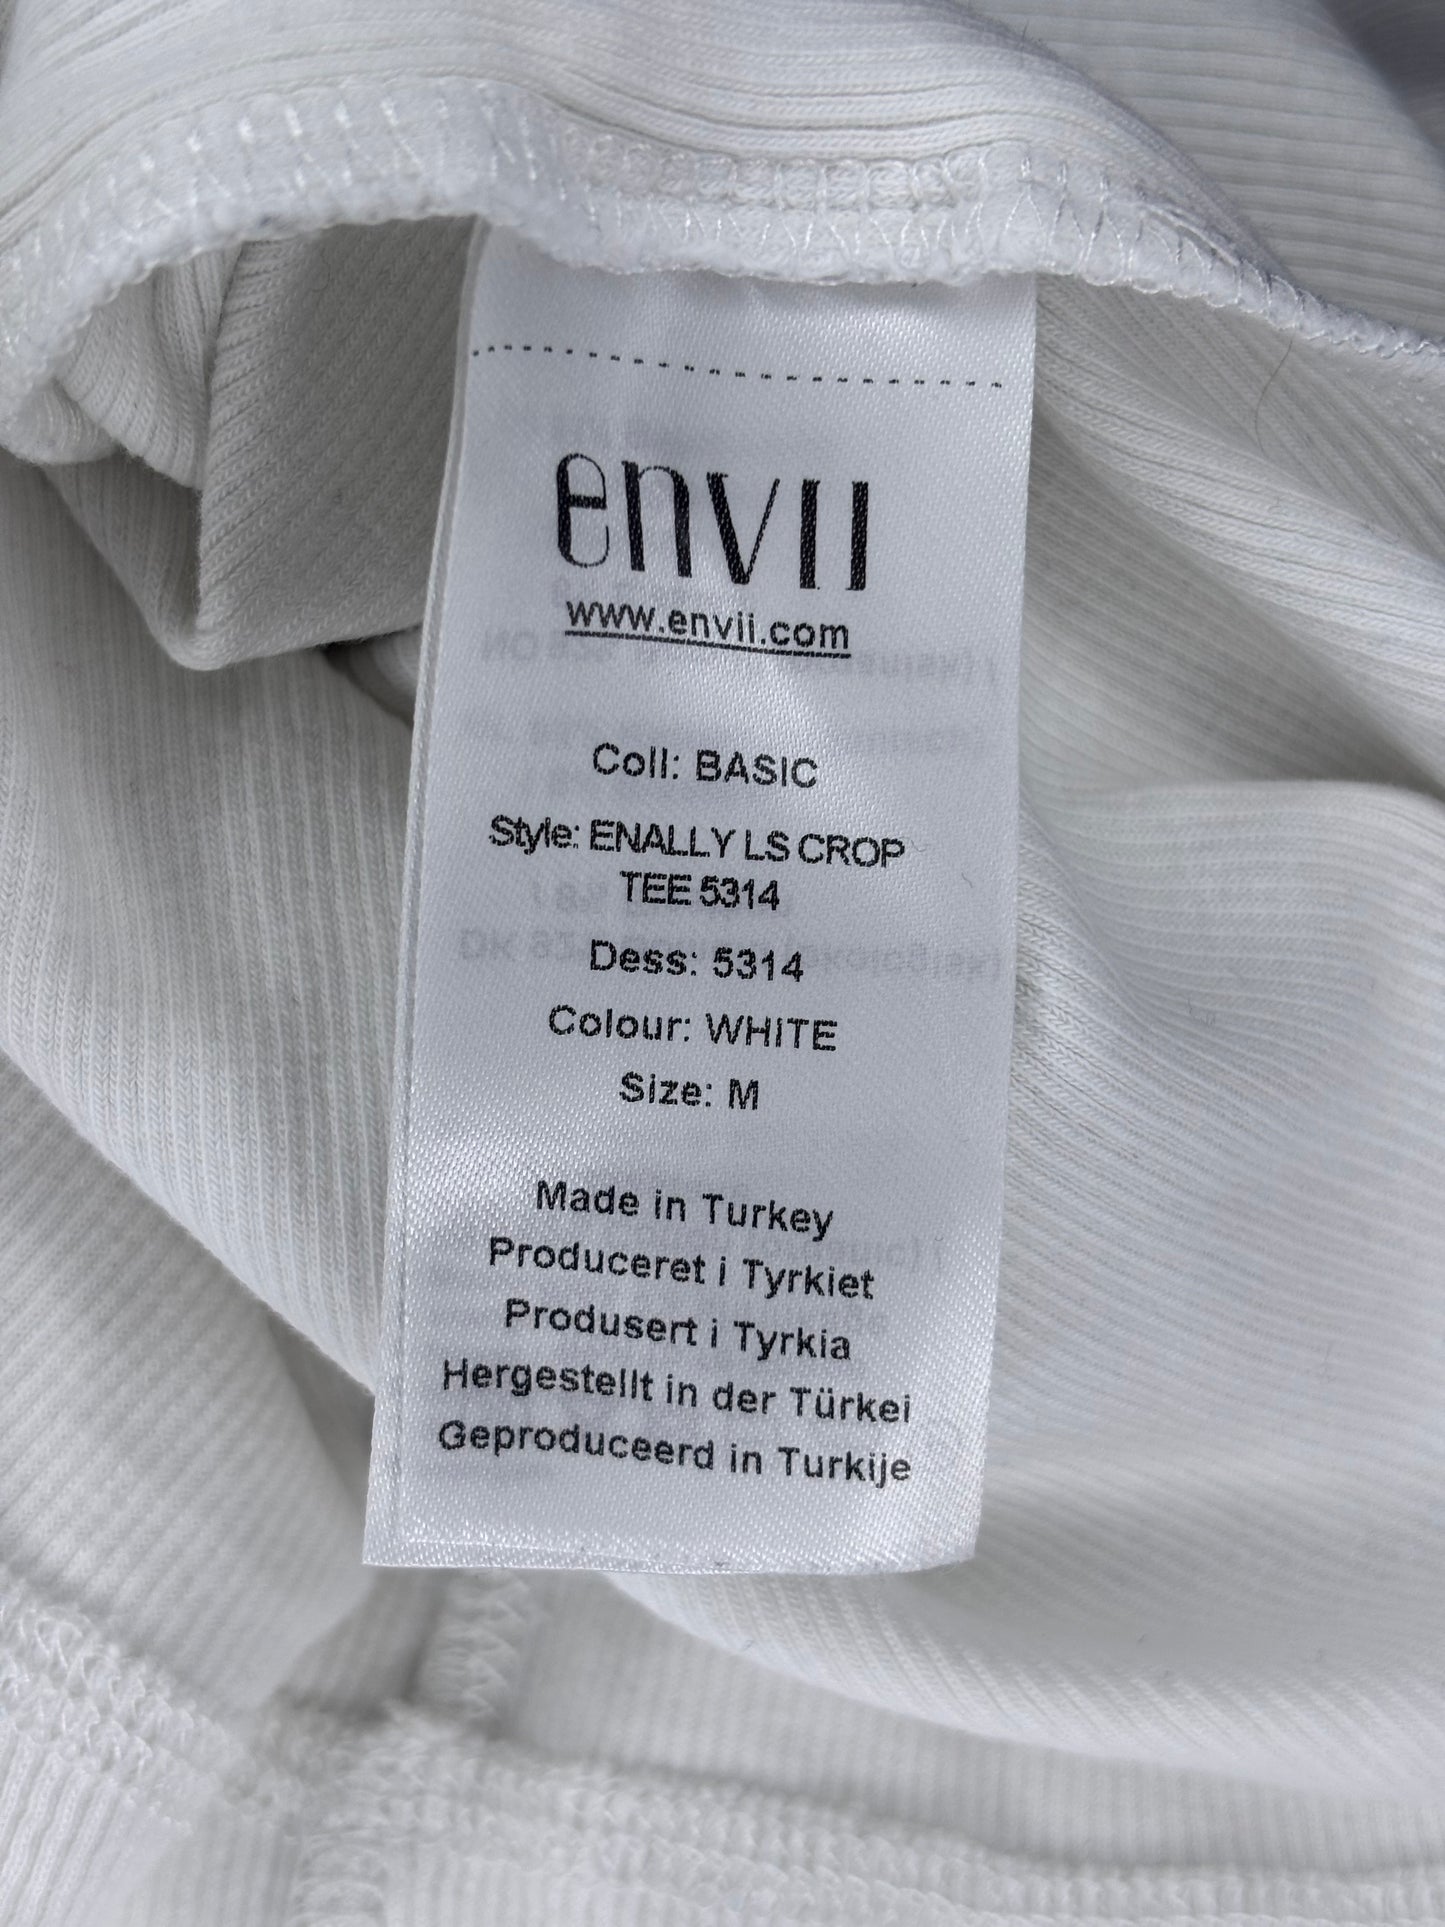 envii
www.envii.com
Coll: BASIC
Style: ENALLY LS CROP
TEE 5314
Dess: 5314
Colour: WHITE
Size: M
Made in Turkey
Produceret i Tyrkiet
Produsert i Tyrkia
Hergestellt in der Türkei
Geproduceerd in Turkije